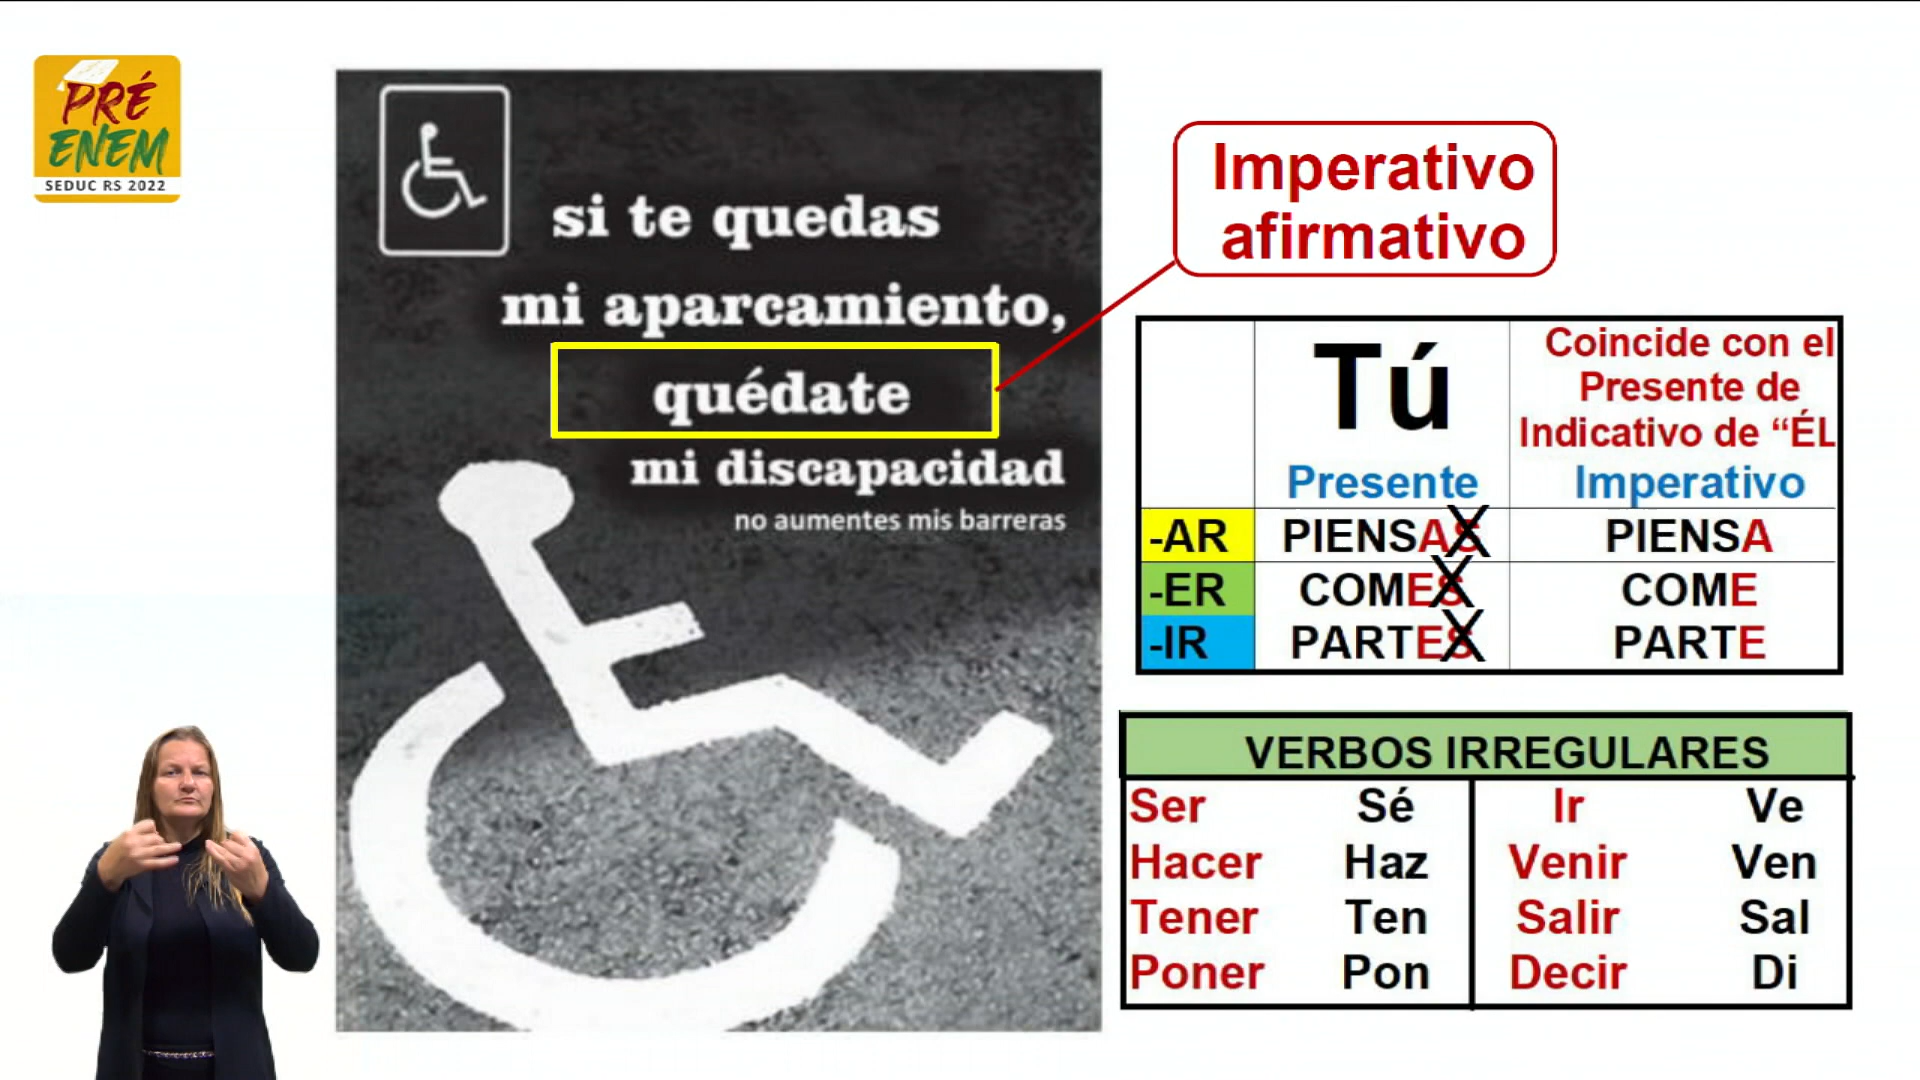 PRÉ
ENEM
SEDUC RS 2022
si te quedas
mi aparcamiento,
quédate
mi discapacidad
no aumentes mis barreras
Imperativo
afirmativo
Tú
Presente
Coincide con el
Presente de
Indicativo de “ÉL
Imperativo
-AR PIENSAS PIENSA
-ER COMES COME
-IR PARTES PARTE
VERBOS IRREGULARES
Ser Sé Ir Ve
Hacer Haz Venir Ven
Tener Ten Salir Sal
Poner Pon Decir Di